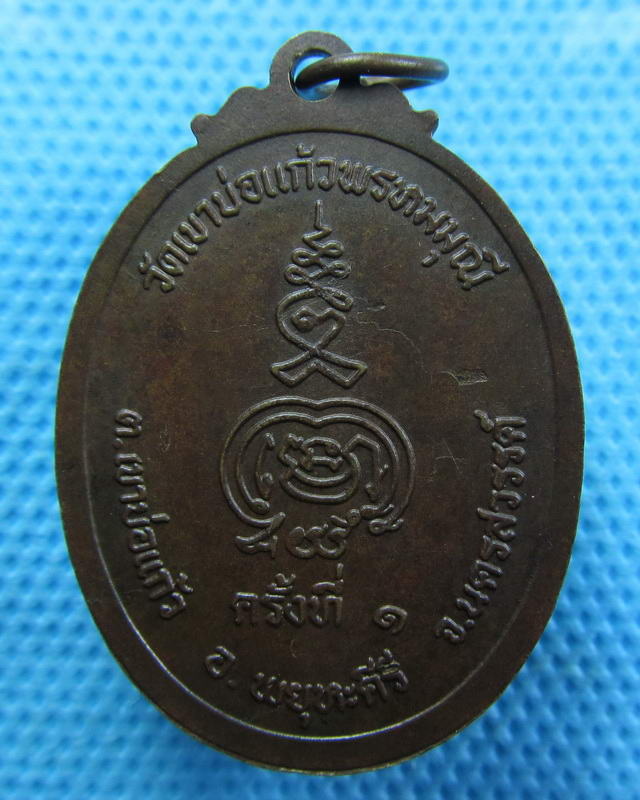 วัดเขาบ่อแก้วพรหมมุณี
ครั้งที่ ๑
ต.เขาบ่อแก้ว
อ. พยุหะคีรี
จ.นครสวรรค์